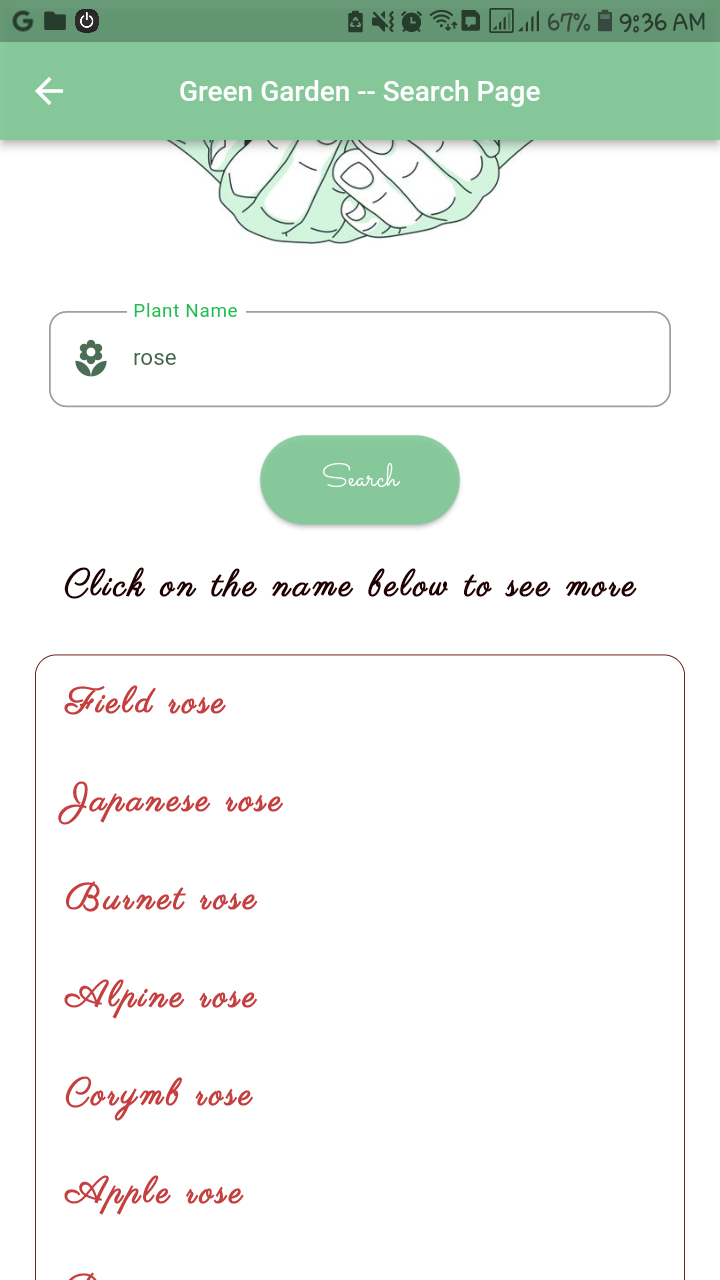 G 67% 9:36 AM
Green Garden -- Search Page
Plant Name
rose
Search
Click on the name below to see more
Field rose
Japanese rose
Burnet rose
Alpine rose
Corymb rose
Apple rose